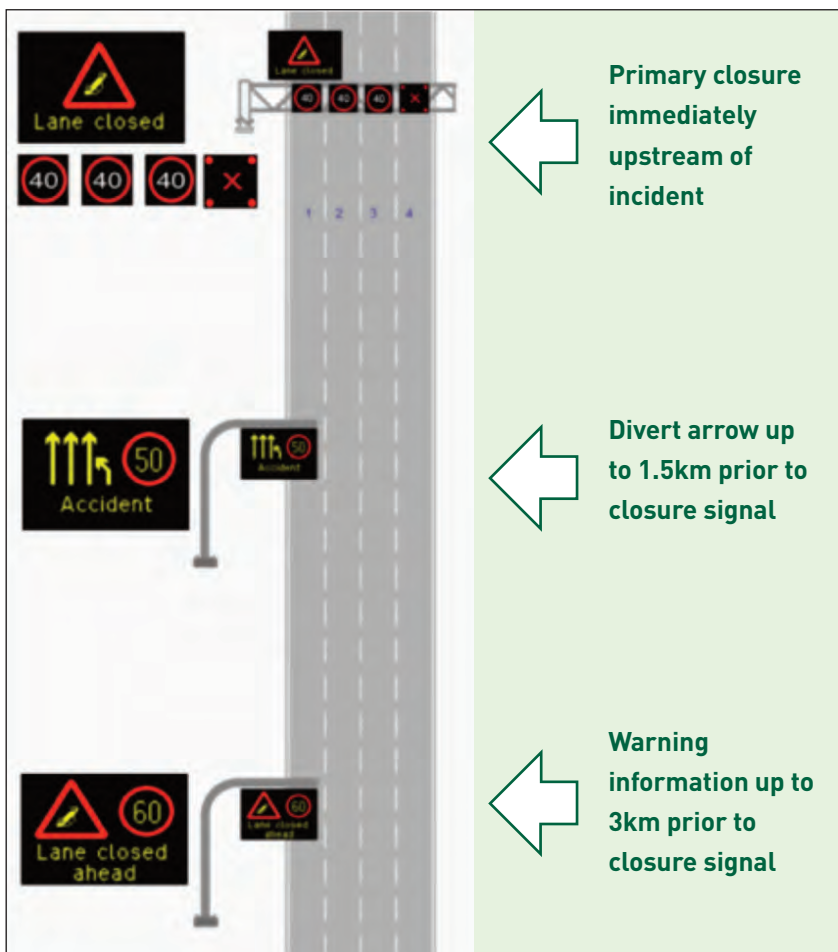 Lane closed
40 40 40 X
Lane closed
40 40 40 X
1 2 3 4
Primary closure
immediately
upstream of
incident
50
Accident
50
Accident
Divert arrow up
to 1.5km prior to
closure signal
60
Lane closed
ahead
60
Lane closed
ahead
Warning
information up to
3km prior to
closure signal